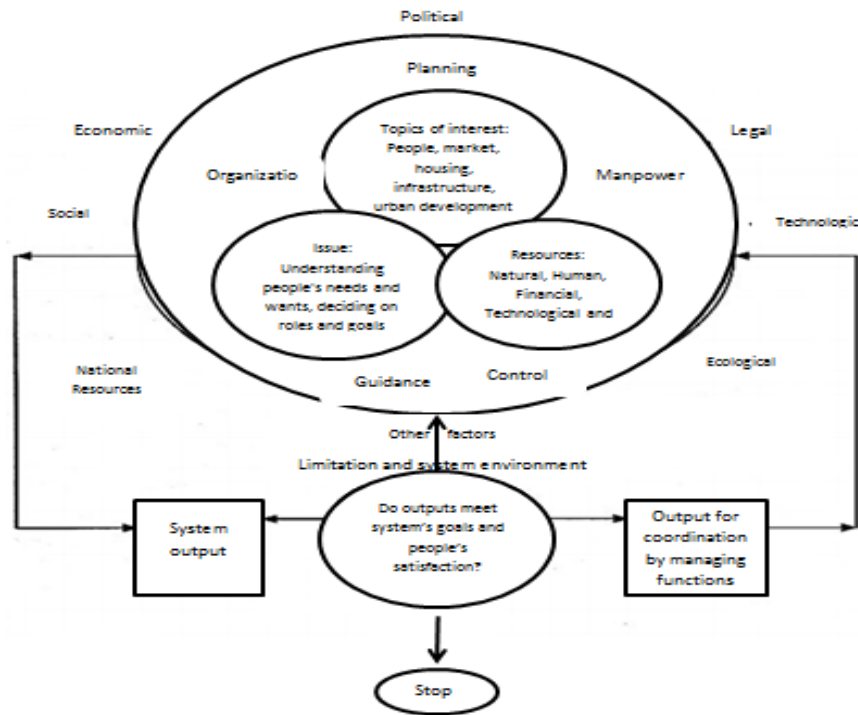 Political
Planning
Economic
Legal
Topics of interest:
People, market,
housing,
infrastructure,
urban development
Organizatio
Manpower
Social
Technologic
Issue:
Understanding
people's needs and
wants, deciding on
roles and goals
Resources:
Natural, Human,
Financial,
Technological and
National
Resources
Ecological
Guidance
Control
Other factors
Limitation and system environment
Do outputs meet
system's goals and
people's
satisfaction?
System
output
Output for
coordination
by managing
functions
Stop